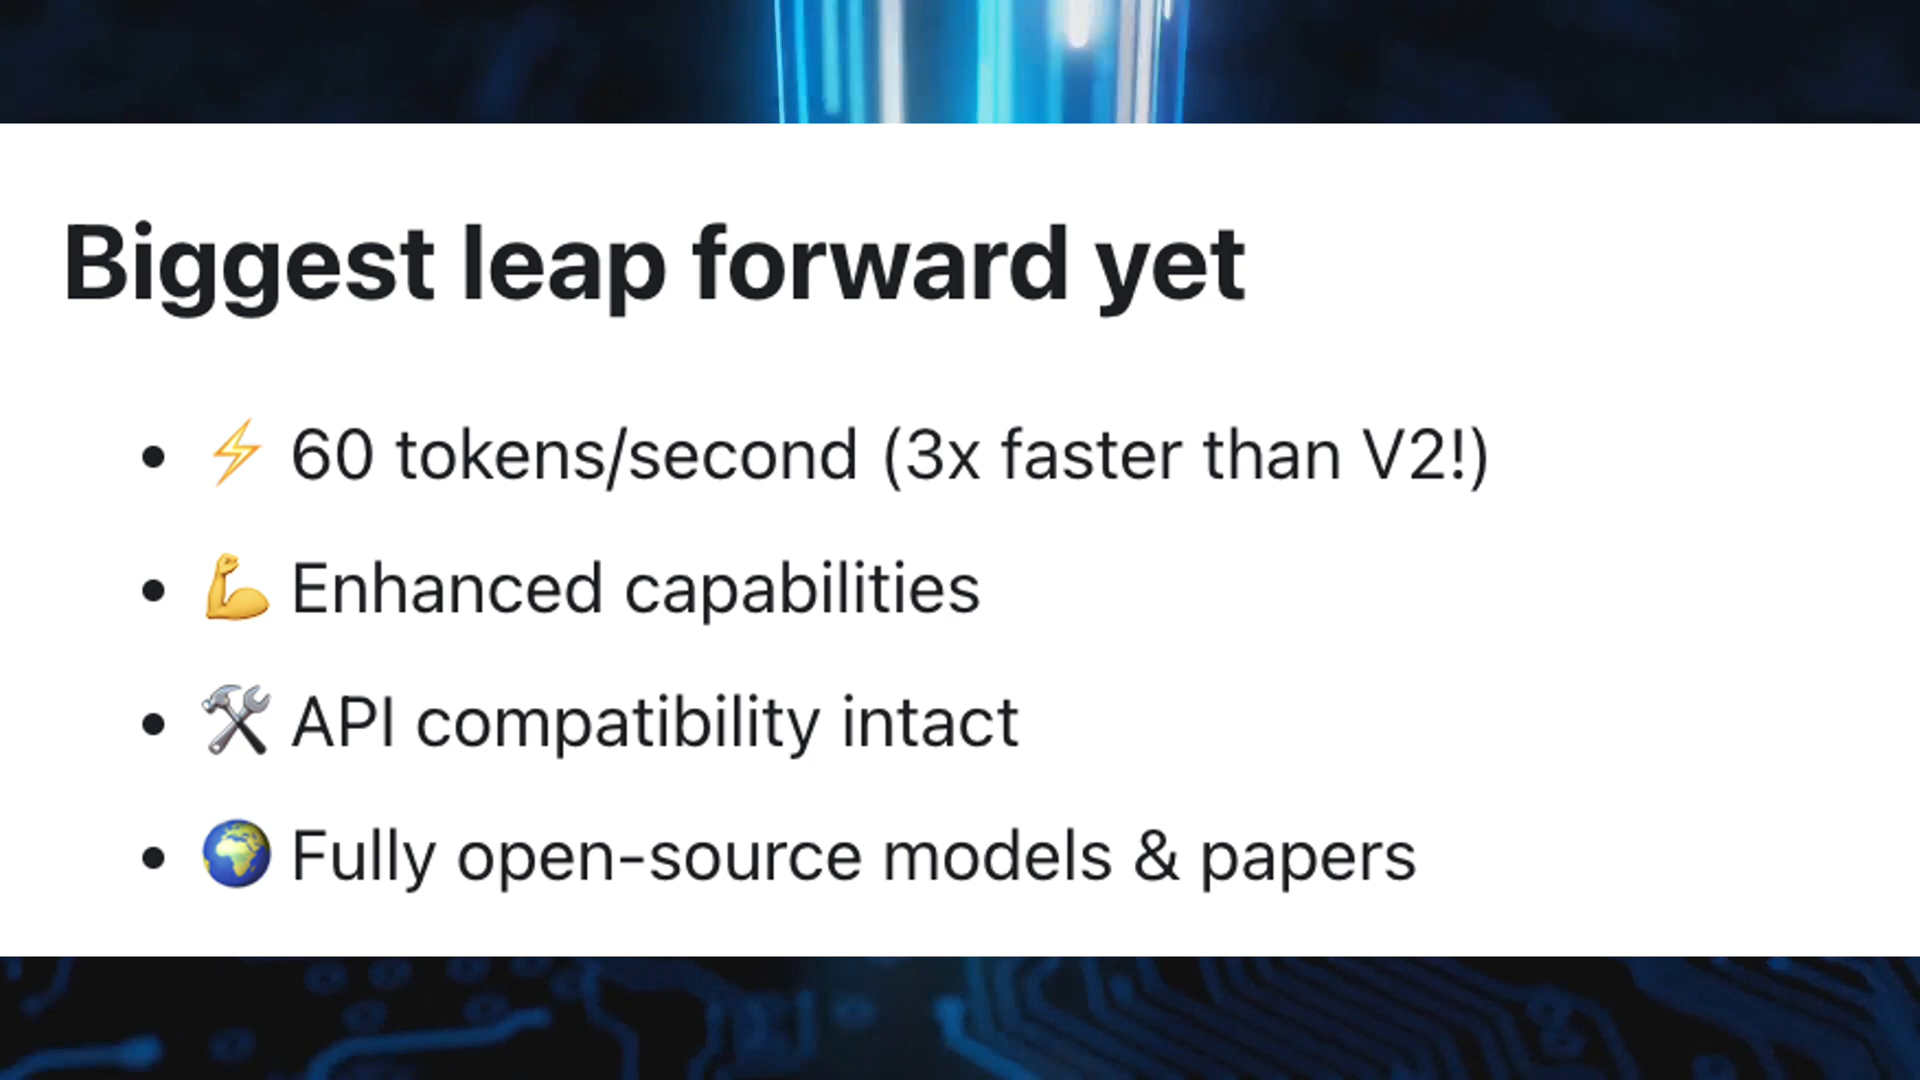 Biggest leap forward yet
• ⚡ 60 tokens/second (3x faster than V2!)
• 💪 Enhanced capabilities
• 🛠 API compatibility intact
• 🌍 Fully open-source models & papers